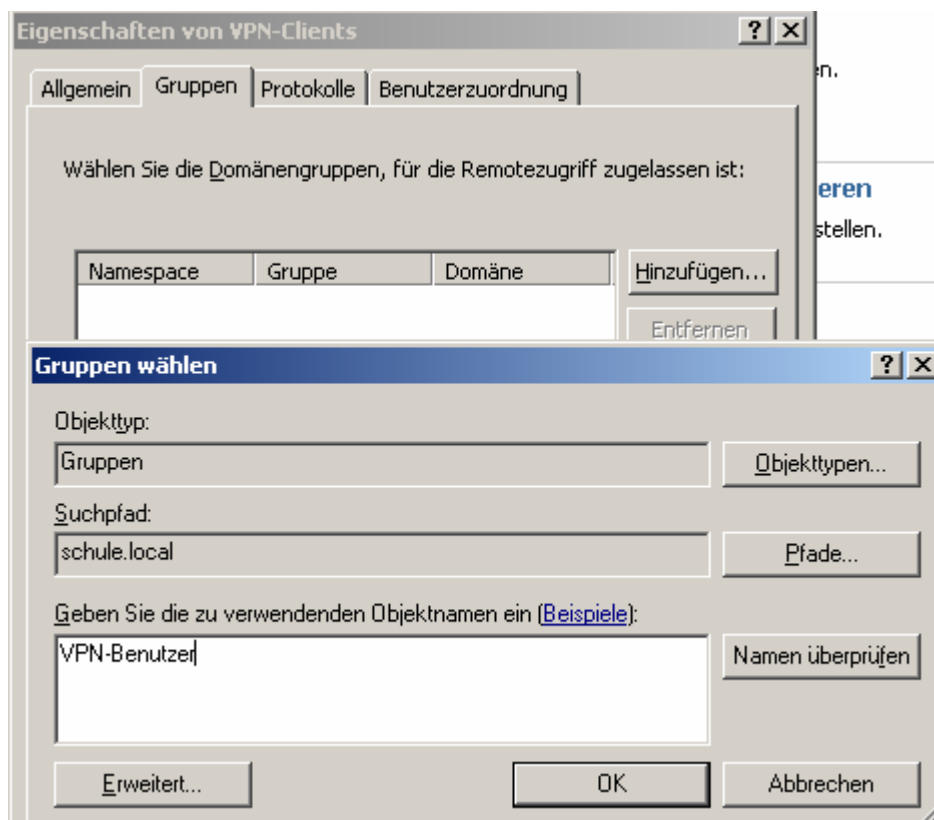 Eigenschaften von VPN-Clients
Allgemein Gruppen Protokolle Benutzerzuordnung
n.
Wählen Sie die Domänengruppen, für die Remotezugriff zugelassen ist:
eren
stellen.
Namespace Gruppe Domäne Hinzufügen...
Entfernen
Gruppen wählen
Objekttyp:
Gruppen Objekttypen...
Suchpfad:
schule.local Pfade...
Geben Sie die zu verwendenden Objektnamen ein (Beispiele):
VPN-Benutzer Namen überprüfen
Erweitert... OK Abbrechen